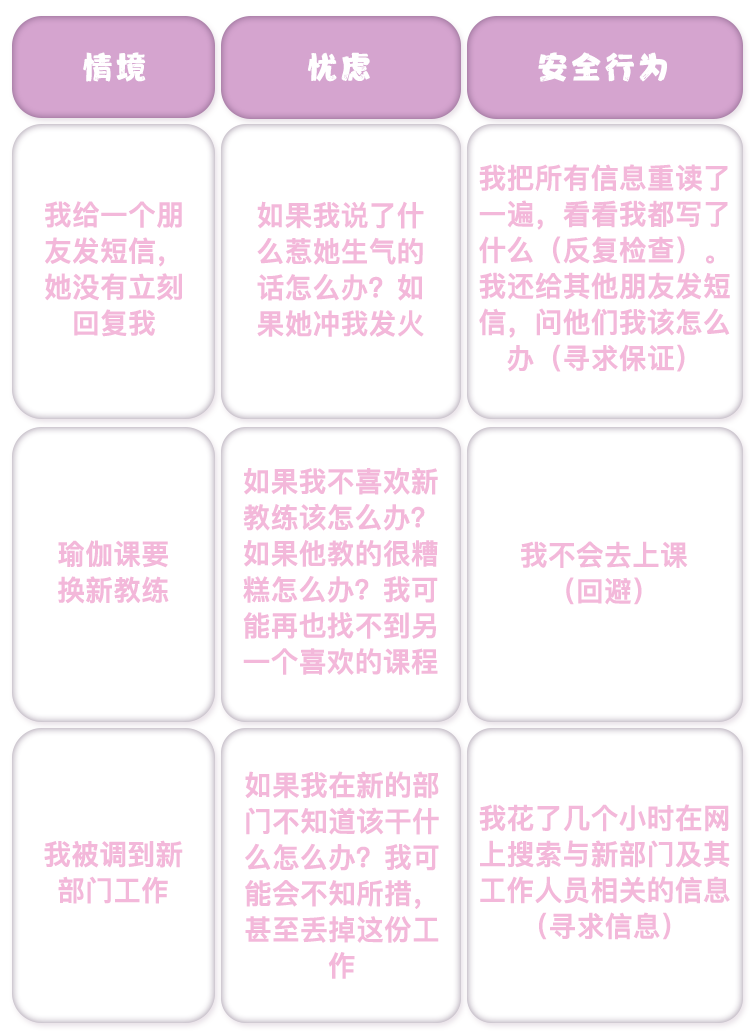 情境
忧虑
安全行为
我给一个朋
友发短信，
她没有立刻
回复我
如果我说了什
么惹她生气的
话怎么办？如
果她冲我发火
我把所有信息重读了
一遍，看看我都写了
什么（反复检查）。
我还给其他朋友发短
信，问他们我该怎么
办（寻求保证）
瑜伽课要
换新教练
如果我不喜欢新
教练该怎么办？
如果他教的很糟
糕怎么办？我可
能再也找不到另
一个喜欢的课程
我不会去上课
（回避）
我被调到新
部门工作
如果我在新的部
门不知道该干什
么怎么办？我可
能会不知所措，
甚至丢掉这份工
作
我花了几个小时在网
上搜索与新部门及其
工作人员相关的信息
（寻求信息）